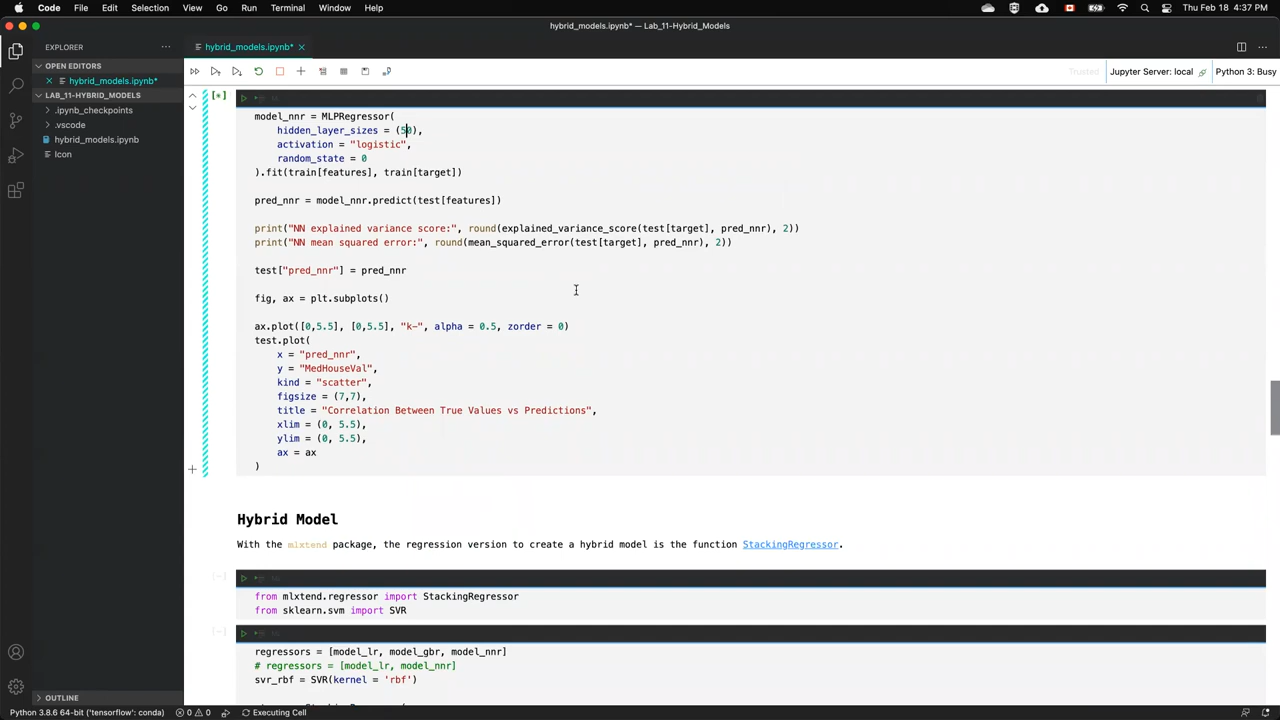 Code File Edit Selection View Go Run Terminal Window Help Thu Feb 18 4:37 PM
hybrid_models.ipynb* — Lab_11-Hybrid_Models
EXPLORER
hybrid_models.ipynb*
OPEN EDITORS
hybrid_models.ipynb*
LAB_11-HYBRID_MODELS
.ipynb_checkpoints
.vscode
hybrid_models.ipynb
Icon
Trusted Jupyter Server: local Python 3: Busy
[*]
model_nnr = MLPRegressor(
hidden_layer_sizes = (50),
activation = "logistic",
random_state = 0
).fit(train[features], train[target])
pred_nnr = model_nnr.predict(test[features])
print("NN explained variance score:", round(explained_variance_score(test[target], pred_nnr), 2))
print("NN mean squared error:", round(mean_squared_error(test[target], pred_nnr), 2))
test["pred_nnr"] = pred_nnr
fig, ax = plt.subplots()
ax.plot([0,5.5], [0,5.5], "k-", alpha = 0.5, zorder = 0)
test.plot(
x = "pred_nnr",
y = "MedHouseVal",
kind = "scatter",
figsize = (7,7),
title = "Correlation Between True Values vs Predictions",
xlim = (0, 5.5),
ylim = (0, 5.5),
ax = ax
)
Hybrid Model
With the mlxtend package, the regression version to create a hybrid model is the function StackingRegressor.
from mlxtend.regressor import StackingRegressor
from sklearn.svm import SVR
regressors = [model_lr, model_gbr, model_nnr]
# regressors = [model_lr, model_nnr]
svr_rbf = SVR(kernel = 'rbf')
OUTLINE
Python 3.8.6 64-bit ('tensorflow': conda) 0 0 Executing Cell